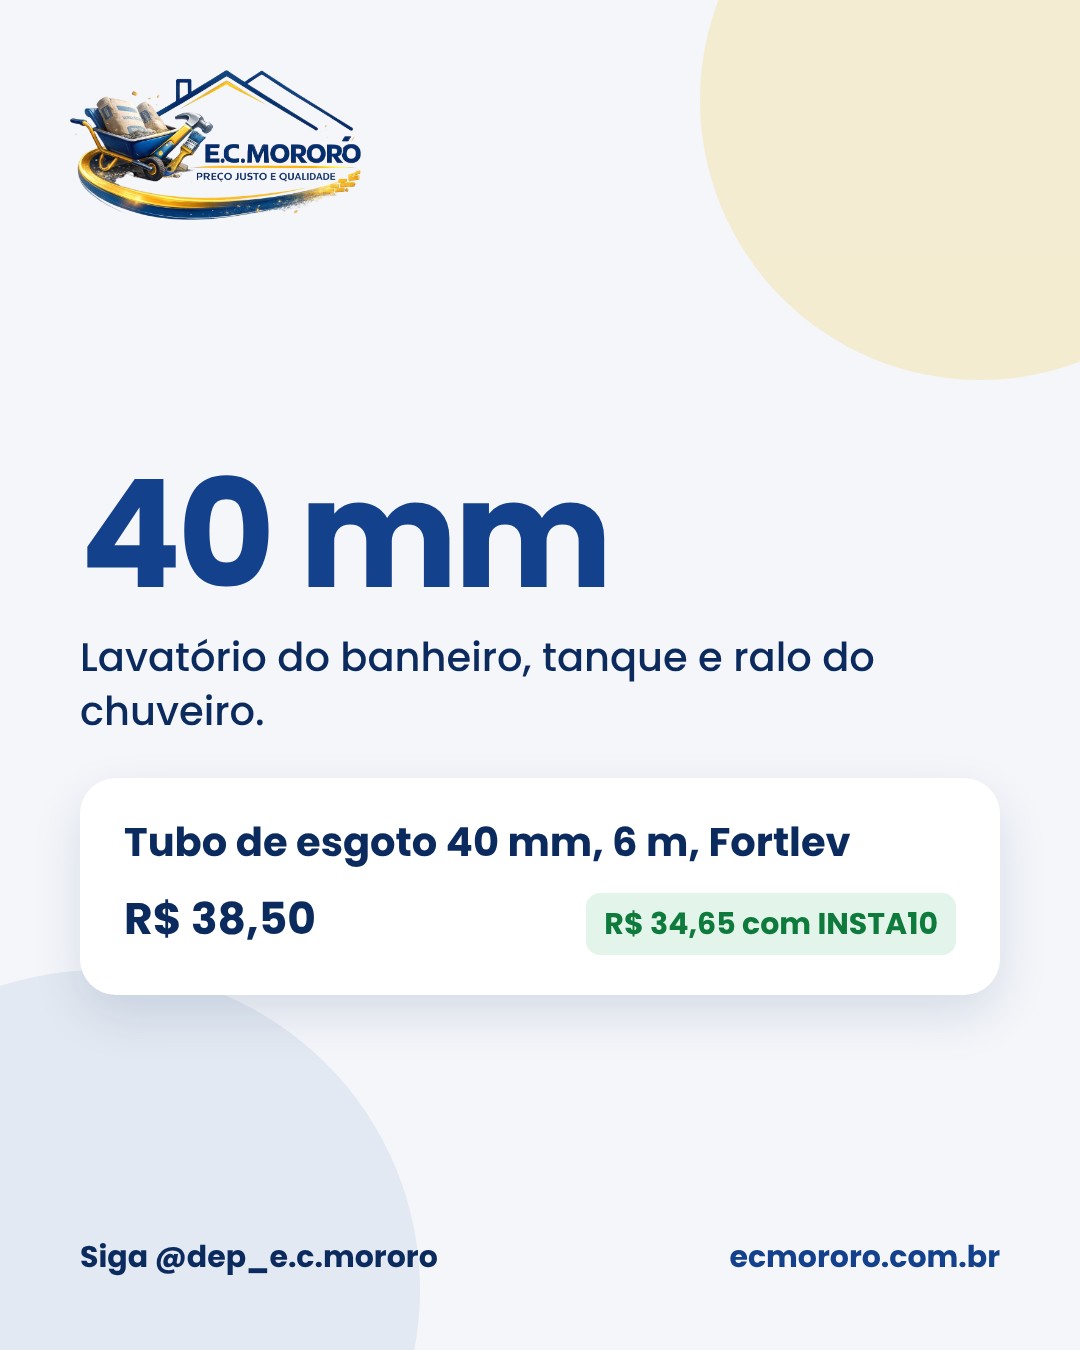 E.C.MORORÓ
PREÇO JUSTO E QUALIDADE
40 mm
Lavatório do banheiro, tanque e ralo do
chuveiro.
Tubo de esgoto 40 mm, 6 m, Fortlev
R$ 38,50
R$ 34,65 com INSTA10
Siga @dep_e.c.mororo
ecmororo.com.br